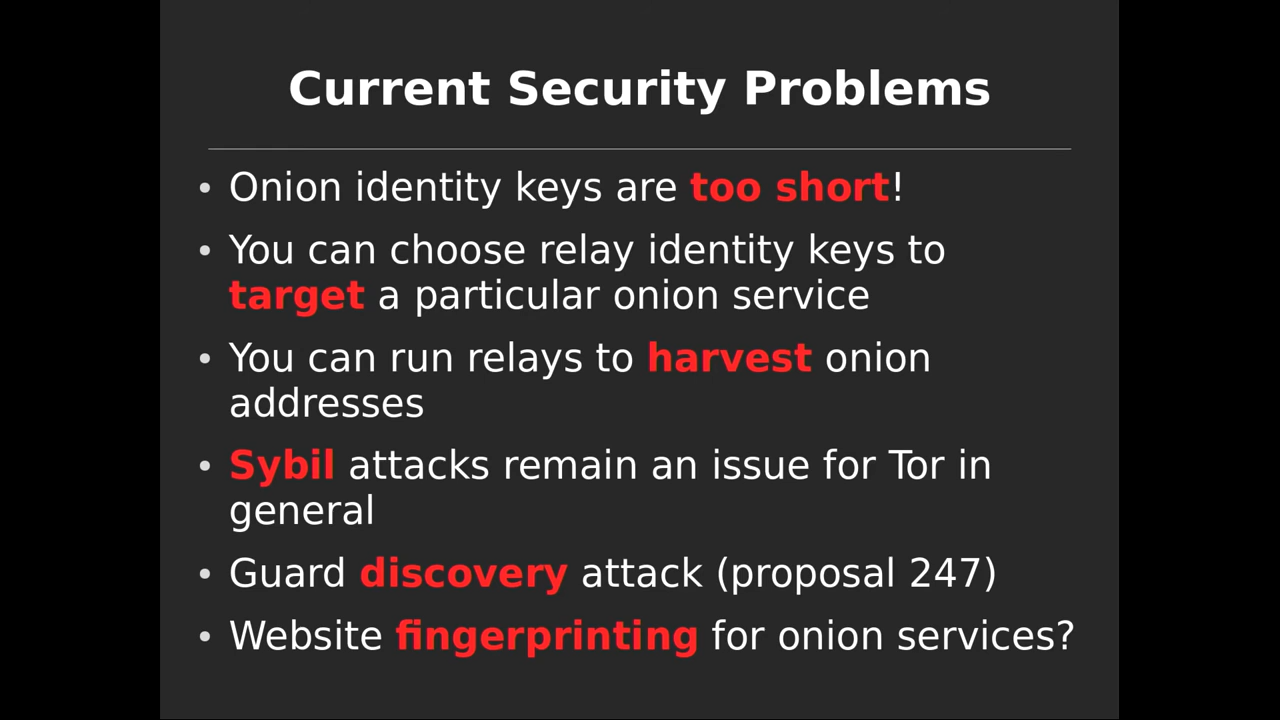 Current Security Problems
• Onion identity keys are too short!
• You can choose relay identity keys to
target a particular onion service
• You can run relays to harvest onion
addresses
• Sybil attacks remain an issue for Tor in
general
• Guard discovery attack (proposal 247)
• Website fingerprinting for onion services?